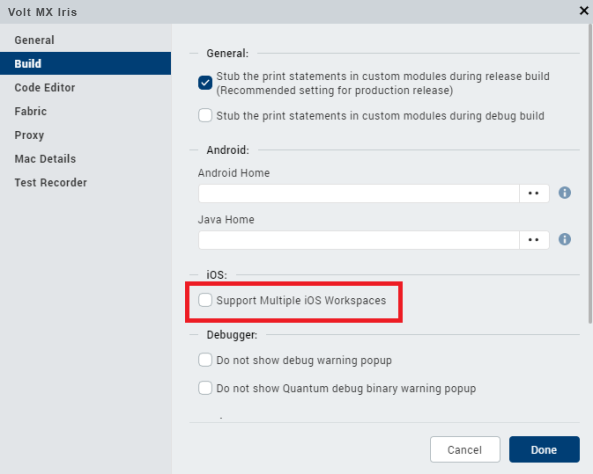 Volt MX Iris
General
Build
Code Editor
Fabric
Proxy
Mac Details
Test Recorder
General:
Stub the print statements in custom modules during release build
(Recommended setting for production release)
Stub the print statements in custom modules during debug build
Android:
Android Home
Java Home
iOS:
Support Multiple iOS Workspaces
Debugger:
Do not show debug warning popup
Do not show Quantum debug binary warning popup
Cancel
Done